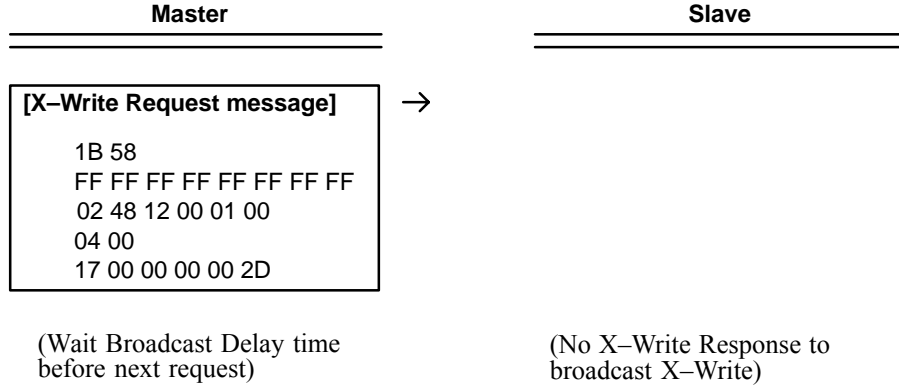 Master
Slave
[X–Write Request message]
→
1B 58
FF FF FF FF FF FF FF FF
02 48 12 00 01 00
04 00
17 00 00 00 00 2D
(Wait Broadcast Delay time
before next request)
(No X–Write Response to
broadcast X–Write)